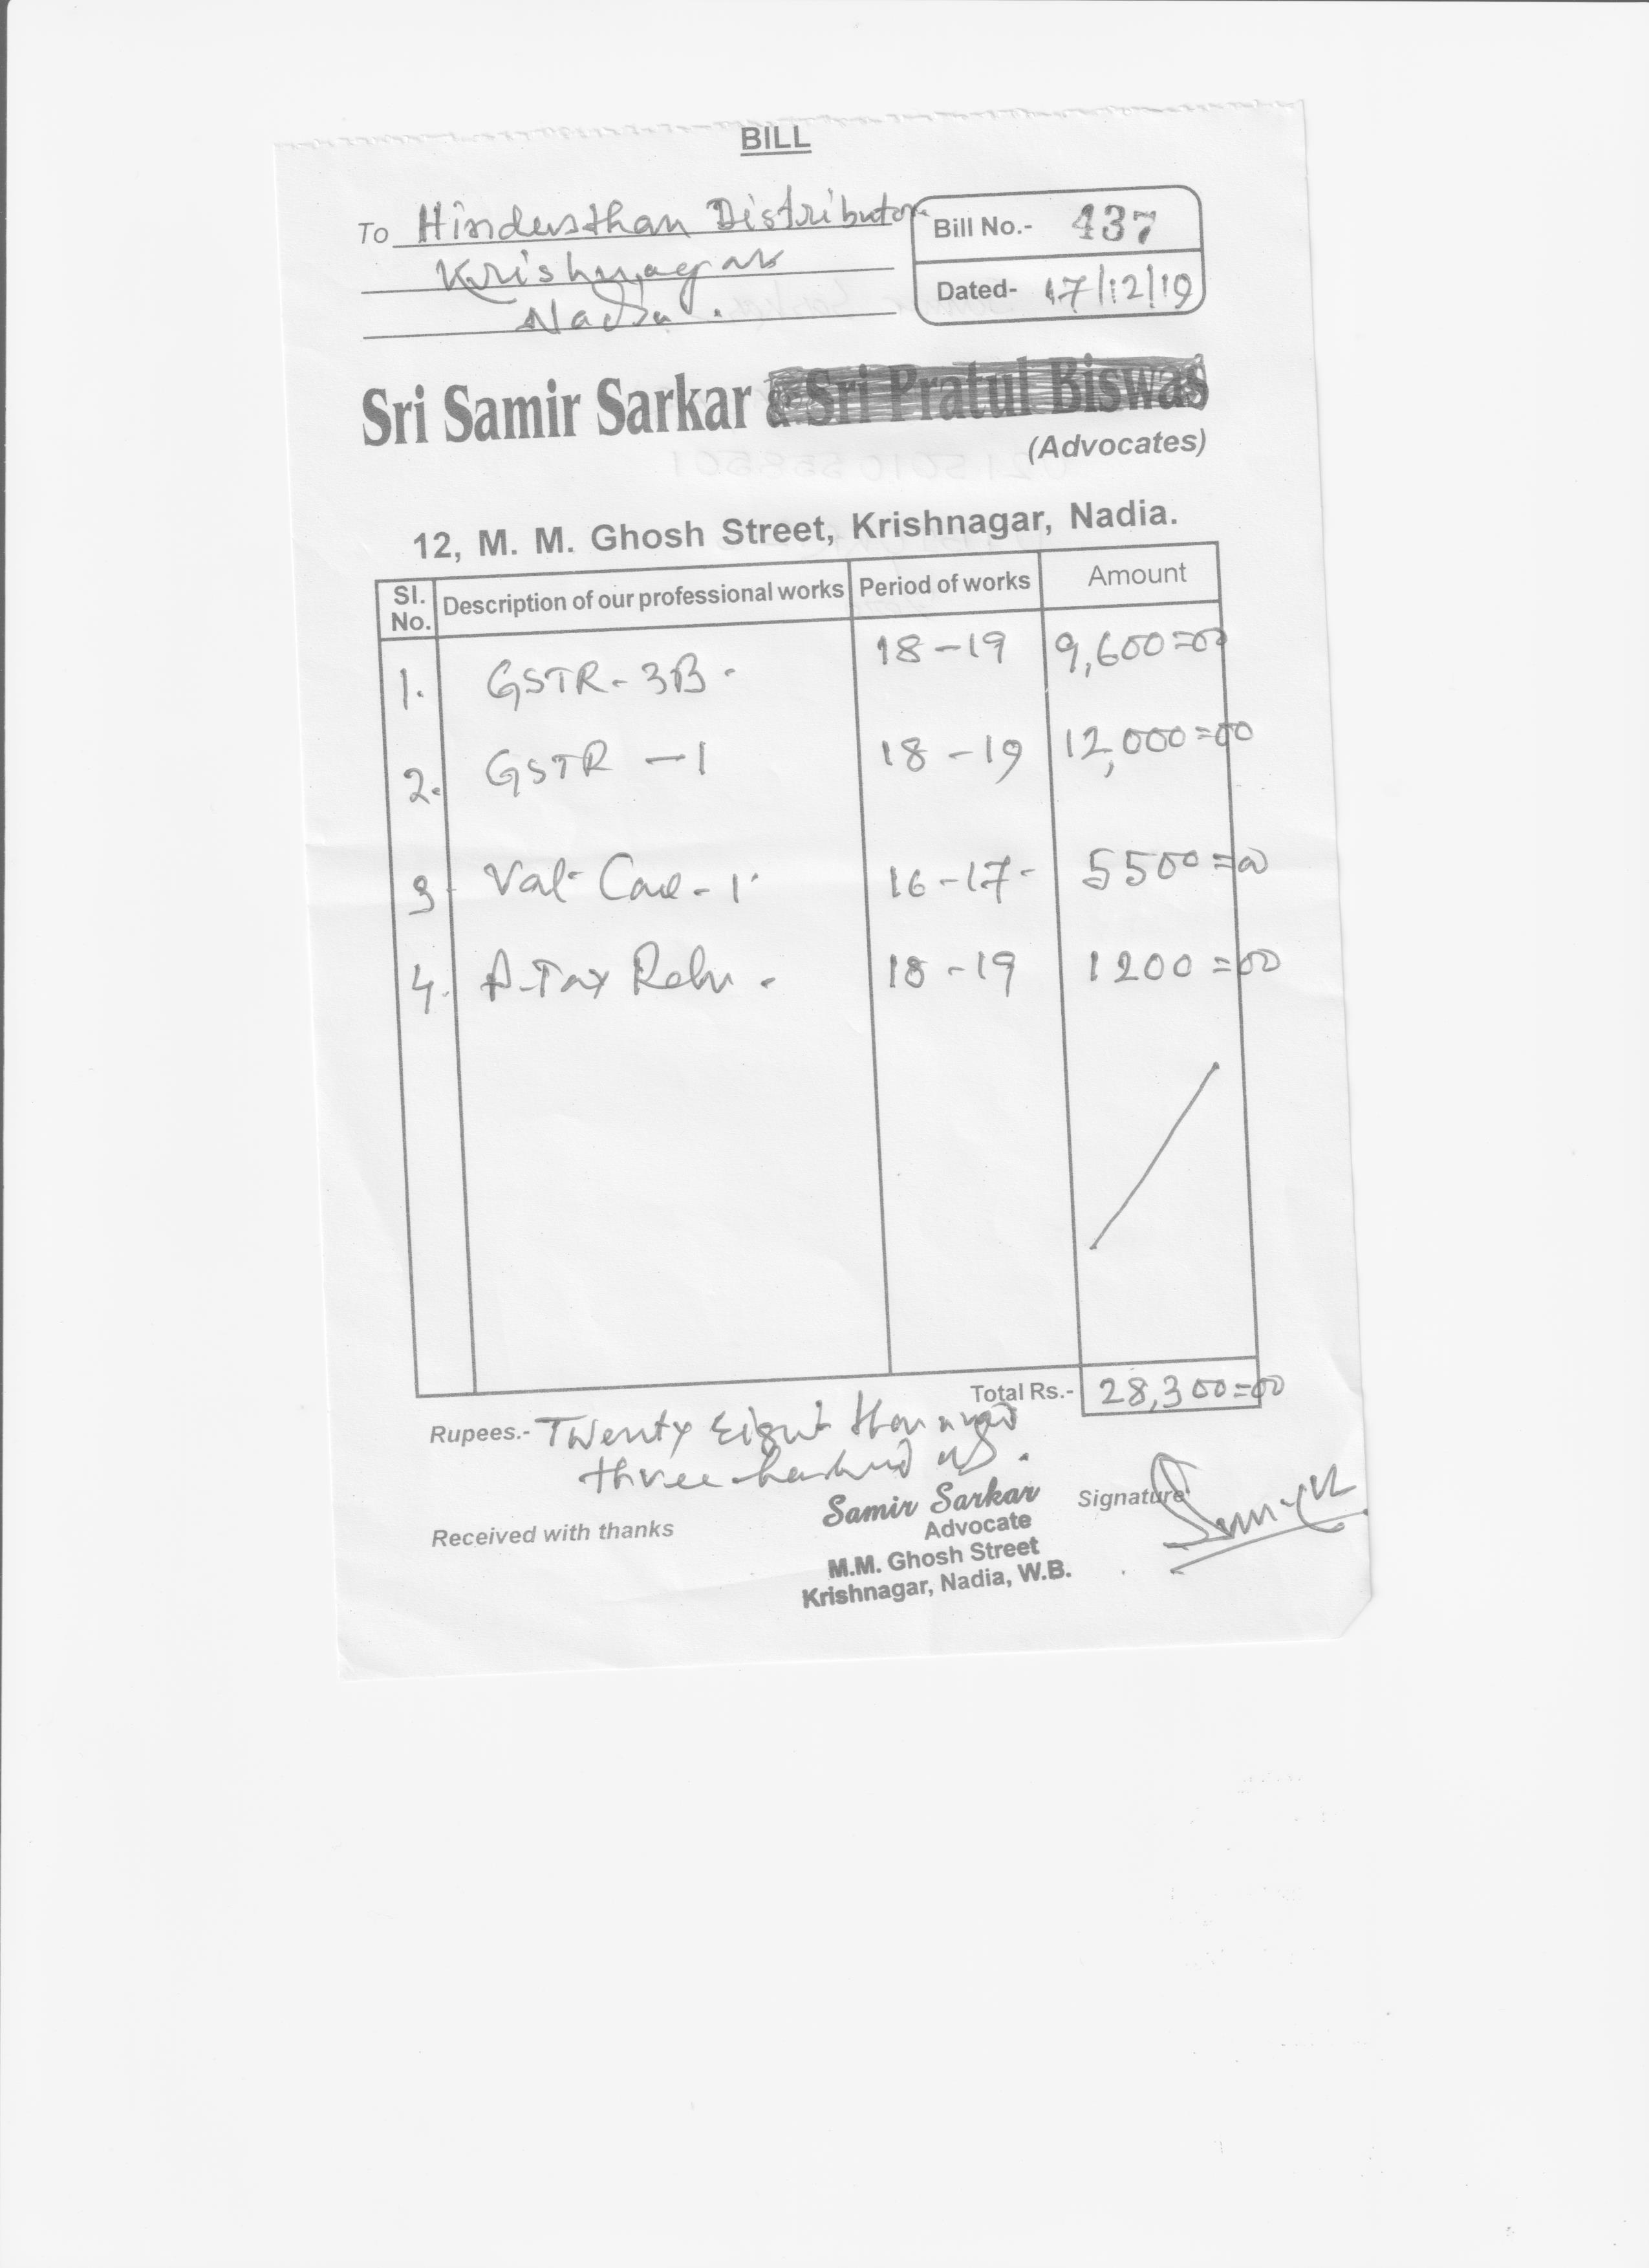 BILL
To Hindusthan Distributor
Krishnagar
Nadia.
Bill No.- 437
Dated- 17/12/19
Sri Samir Sarkar & Sri Pratul Biswas
(Advocates)
12, M. M. Ghosh Street, Krishnagar, Nadia.
Sl. No. Description of our professional works Period of works Amount
1. GSTR-3B. 18-19 9,600=00
2. GSTR-1 18-19 12,000=00
3. Vat Case-1 16-17- 5500=00
4. P-Tax 18-19 1200=00
Total Rs.- 28,300=00
Rupees.- Twenty Eight thousand
three hundred
Samir Sarkar
Advocate
M.M. Ghosh Street
Krishnagar, Nadia, W.B.
Signature
Received with thanks